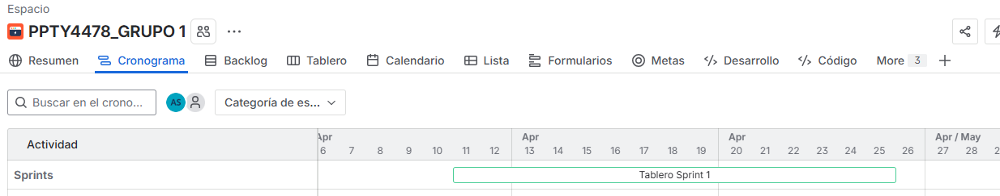 Espacio
PPTY4478_GRUPO 1
Resumen Cronograma Backlog Tablero Calendario Lista Formularios Metas Desarrollo Código More 3
Buscar en el crono... AS Categoría de es...
Actividad
Apr Apr Apr Apr / May
6 7 8 9 10 11 12 13 14 15 16 17 18 19 20 21 22 23 24 25 26 27 28
Sprints Tablero Sprint 1